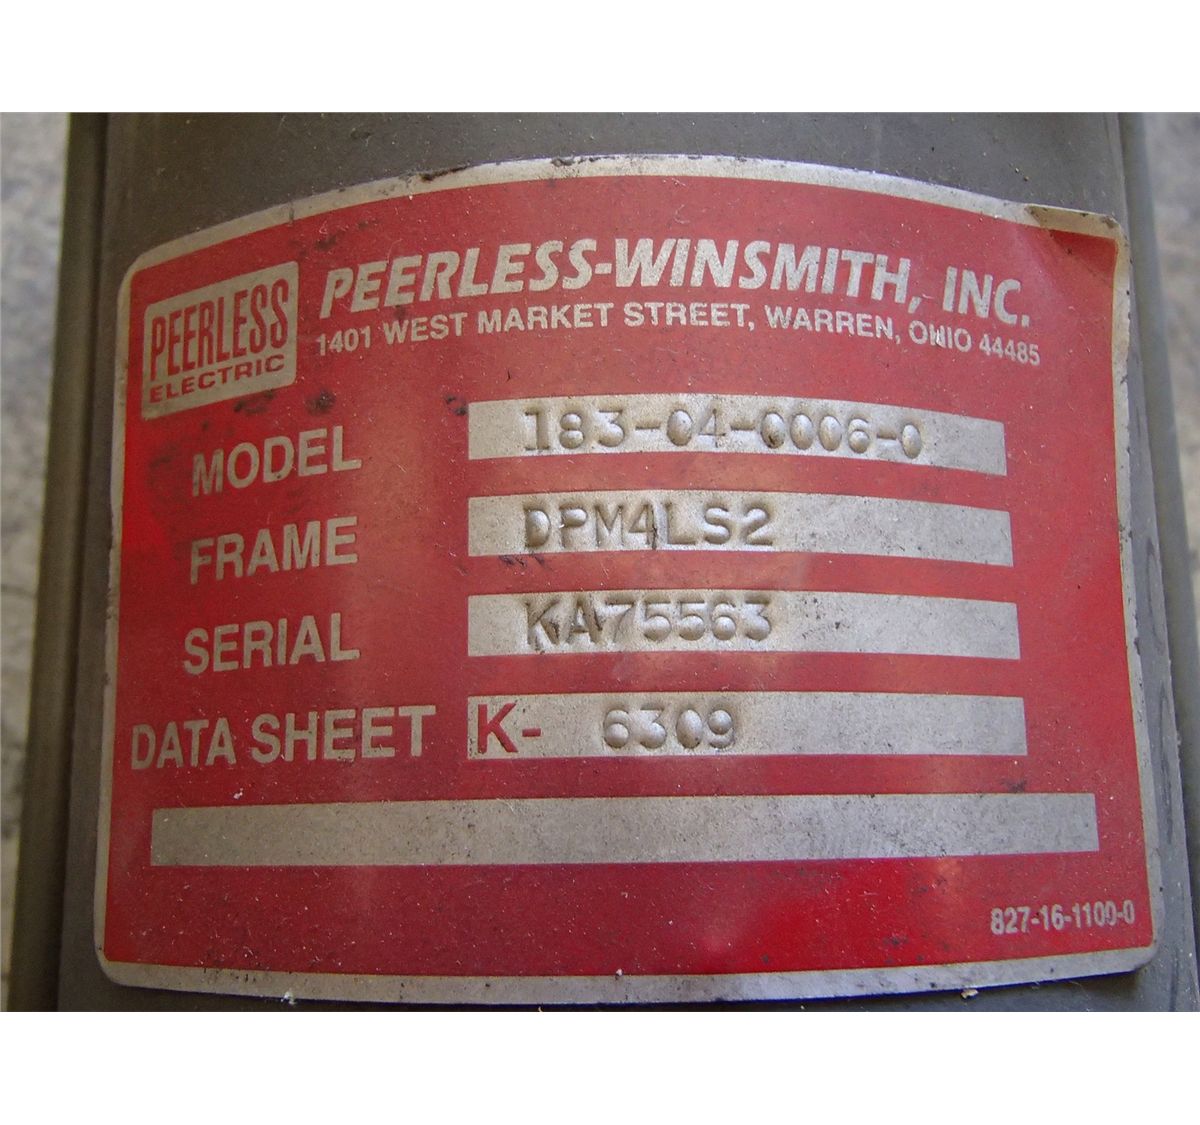 PEERLESS
ELECTRIC
PEERLESS-WINSMITH, INC.
1401 WEST MARKET STREET, WARREN, OHIO 44485
MODEL 183-04-0006-0
FRAME DPM4LS2
SERIAL KA75563
DATA SHEET K- 6309
827-16-1100-0